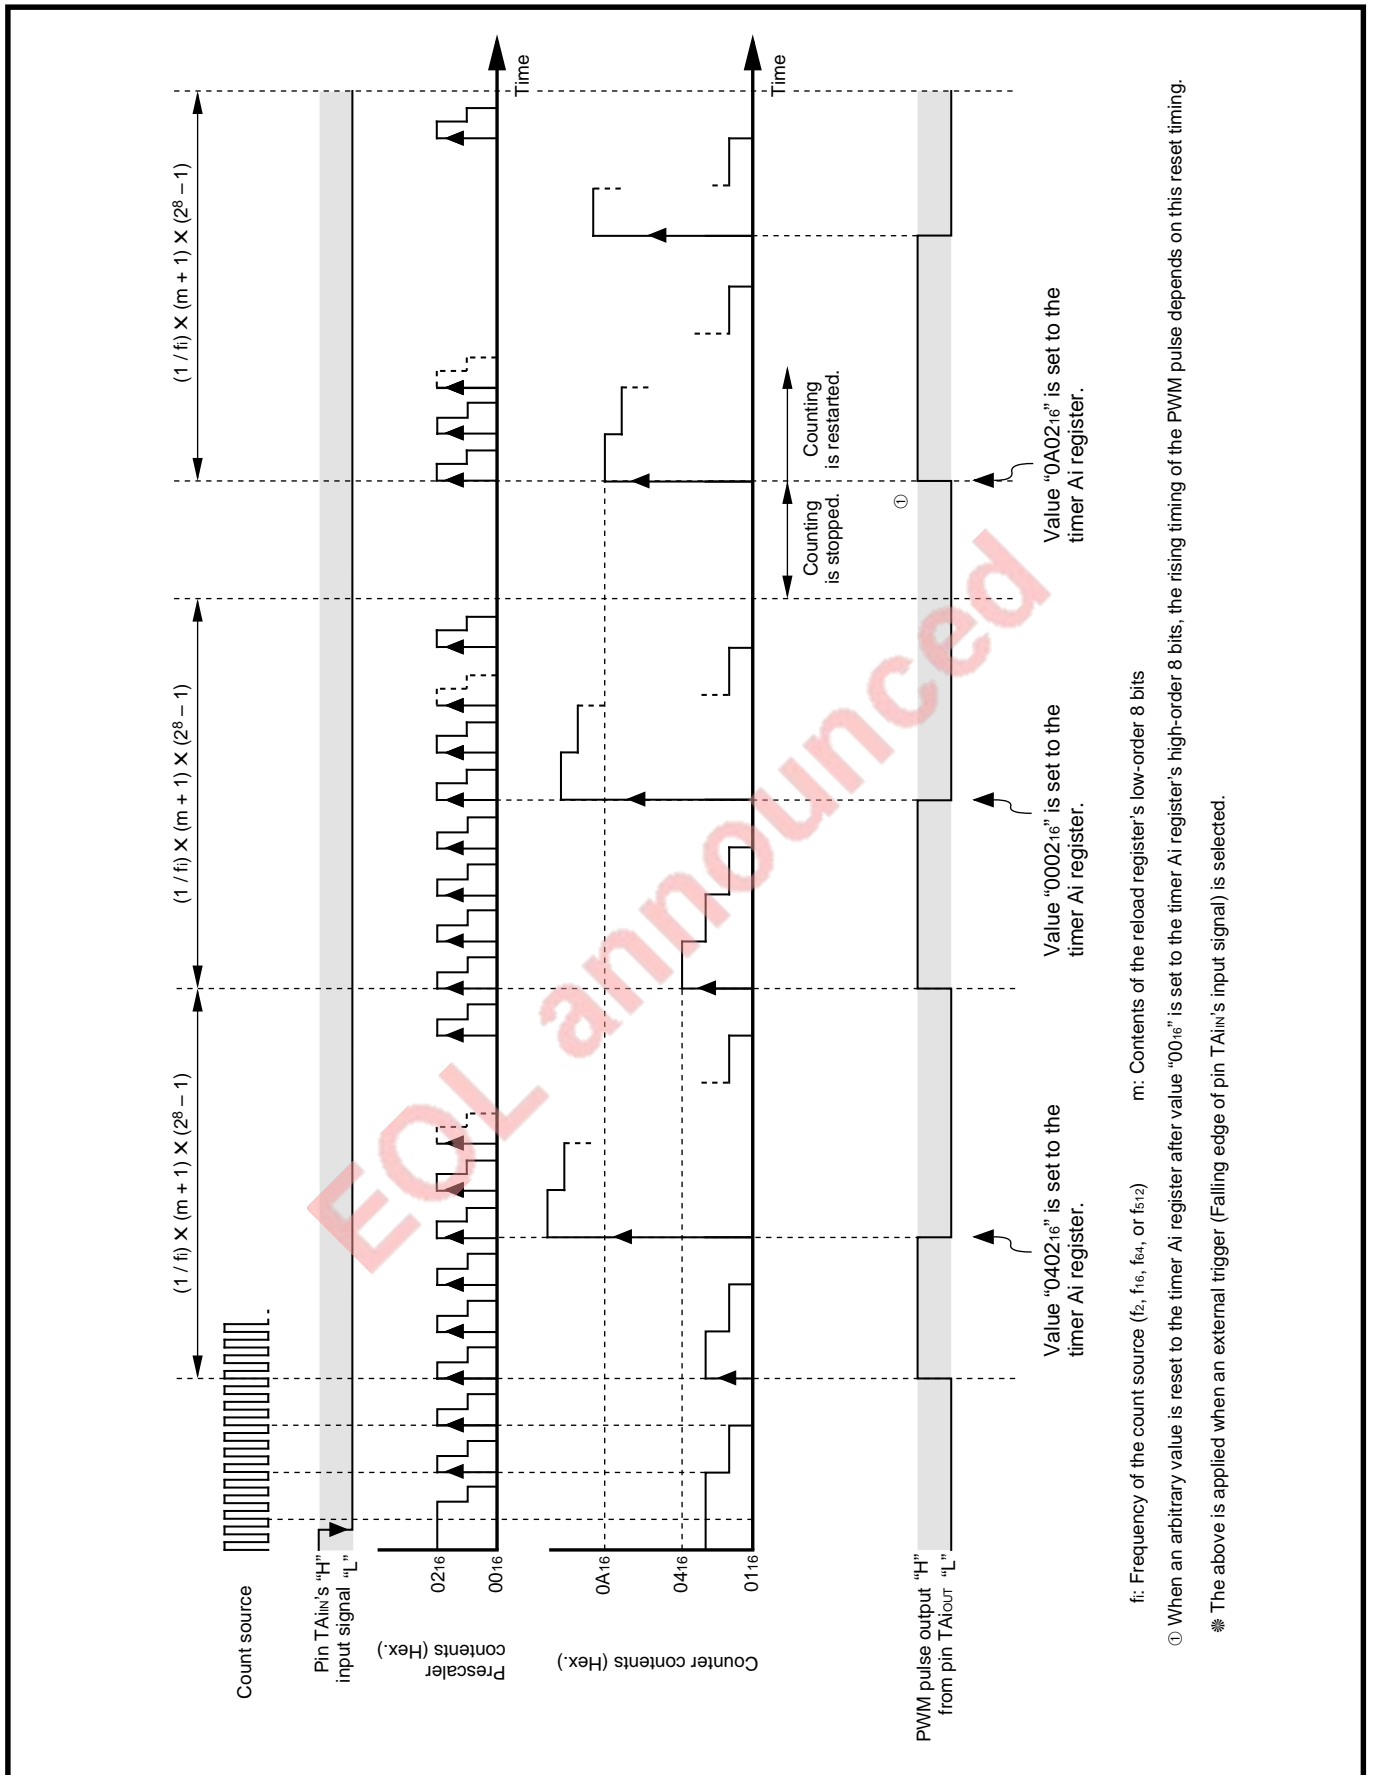 Count source
Pin TAiIN's “H”
input signal “L”
Prescaler
contents (Hex.)
0216
0016
Counter contents (Hex.)
0A16
0416
0116
PWM pulse output “H”
from pin TAiOUT “L”
(1 / fi) × (m + 1) × (2⁸ – 1)
(1 / fi) × (m + 1) × (2⁸ – 1)
(1 / fi) × (m + 1) × (2⁸ – 1)
Time
Time
Counting
is stopped.
Counting
is restarted.
①
Value “040216” is set to the
timer Ai register.
Value “000216” is set to the
timer Ai register.
Value “0A0216” is set to the
timer Ai register.
fi: Frequency of the count source (f2, f16, f64, or f512)
m: Contents of the reload register's low-order 8 bits
① When an arbitrary value is reset to the timer Ai register after value “0016” is set to the timer Ai register's high-order 8 bits, the rising timing of the PWM pulse depends on this reset timing.
❋ The above is applied when an external trigger (Falling edge of pin TAiIN's input signal) is selected.
EOL announced